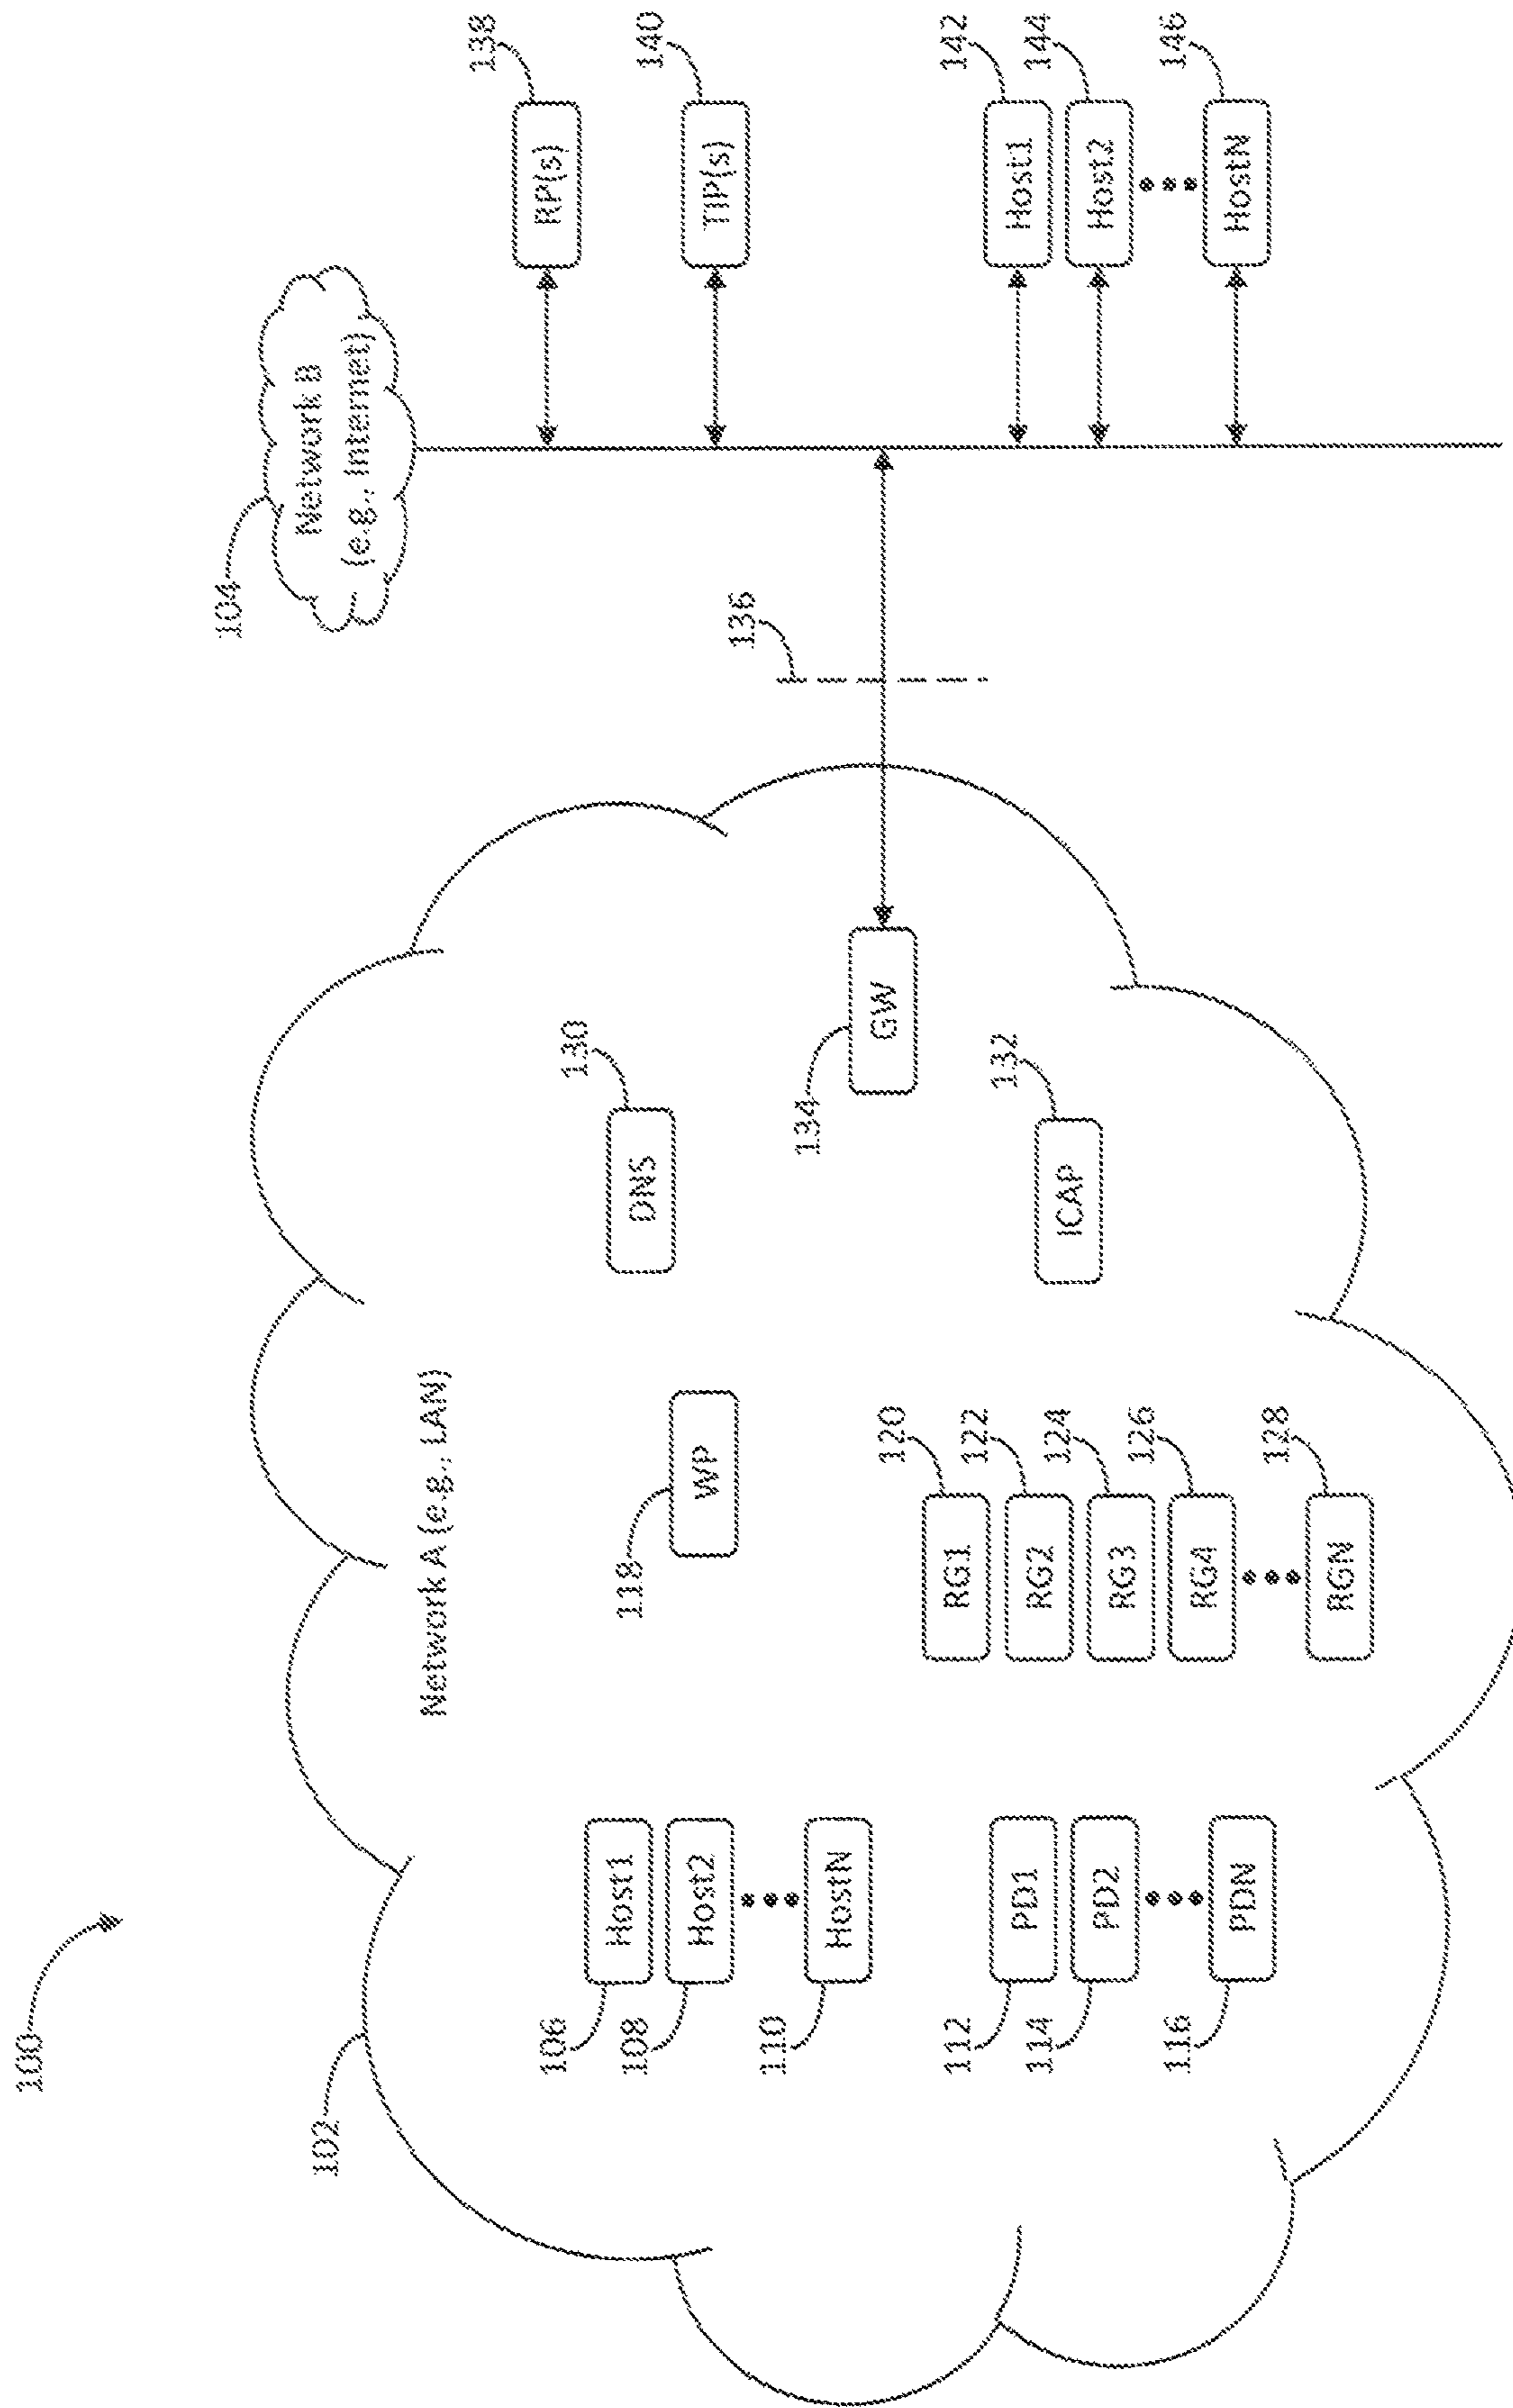 100
102
104
Network B
(e.g., Internet)
Network A (e.g., LAN)
106
Host1
108
Host2
110
HostN
112
PD1
114
PD2
116
PDN
118
WP
RG1
120
RG2
122
RG3
124
RG4
126
RGN
128
DNS
130
ICAP
132
134
GW
136
RP(s)
138
TIP(s)
140
Host1
142
Host2
144
HostN
146